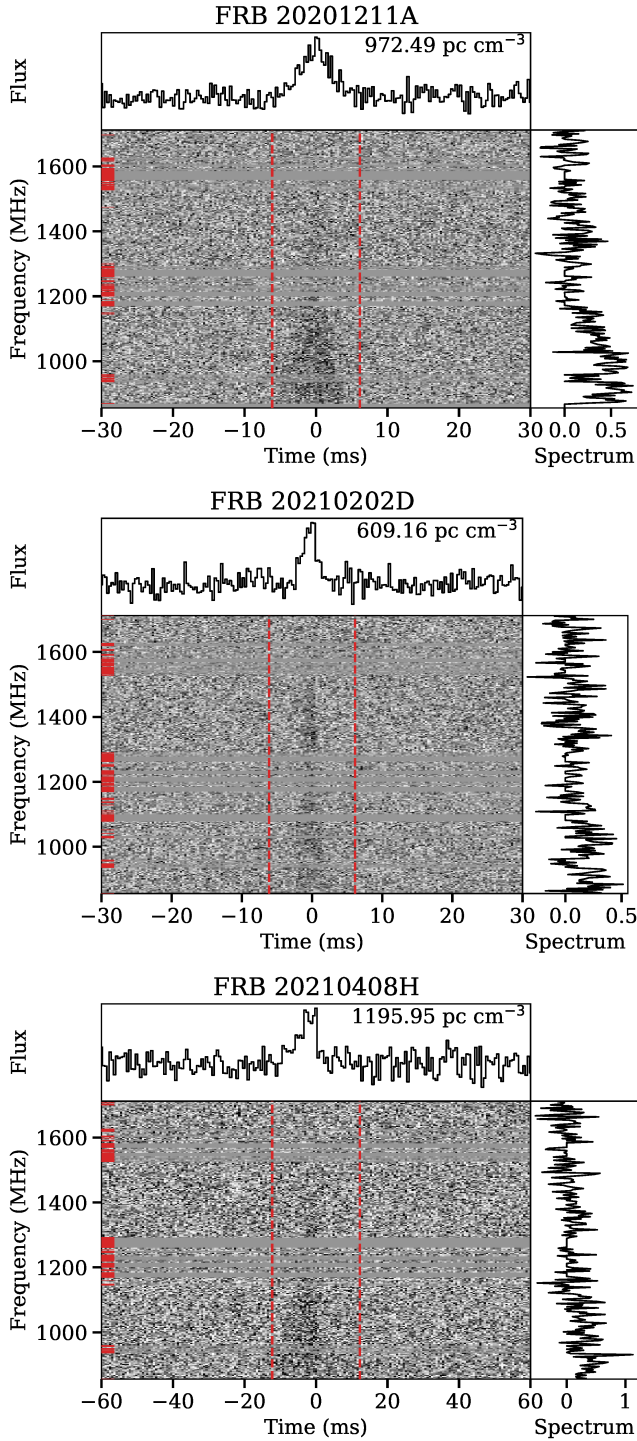 FRB 20201211A
Flux
972.49 pc cm⁻³
Frequency (MHz)
1600
1400
1200
1000
−30 −20 −10 0 10 20 30 0.0 0.5
Time (ms) Spectrum
FRB 20210202D
Flux
609.16 pc cm⁻³
Frequency (MHz)
1600
1400
1200
1000
−30 −20 −10 0 10 20 30 0.0 0.5
Time (ms) Spectrum
FRB 20210408H
Flux
1195.95 pc cm⁻³
Frequency (MHz)
1600
1400
1200
1000
−60 −40 −20 0 20 40 60 0 1
Time (ms) Spectrum